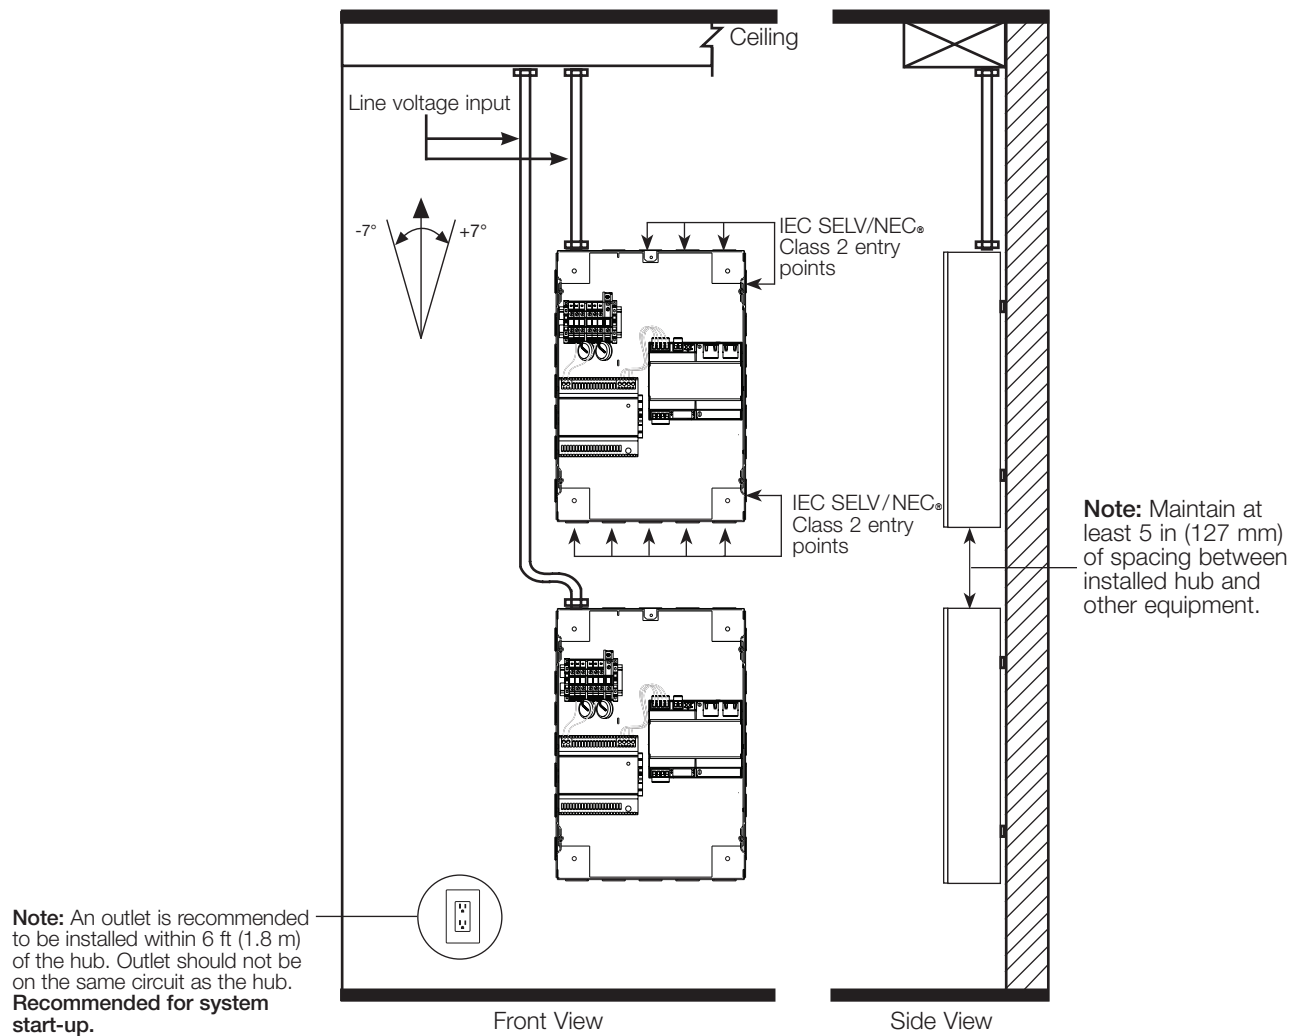 Ceiling
Line voltage input
-7°
+7°
IEC SELV/NEC®
Class 2 entry
points
IEC SELV/NEC®
Class 2 entry
points
Note: Maintain at
least 5 in (127 mm)
of spacing between
installed hub and
other equipment.
Note: An outlet is recommended
to be installed within 6 ft (1.8 m)
of the hub. Outlet should not be
on the same circuit as the hub.
Recommended for system
start-up.
Front View
Side View